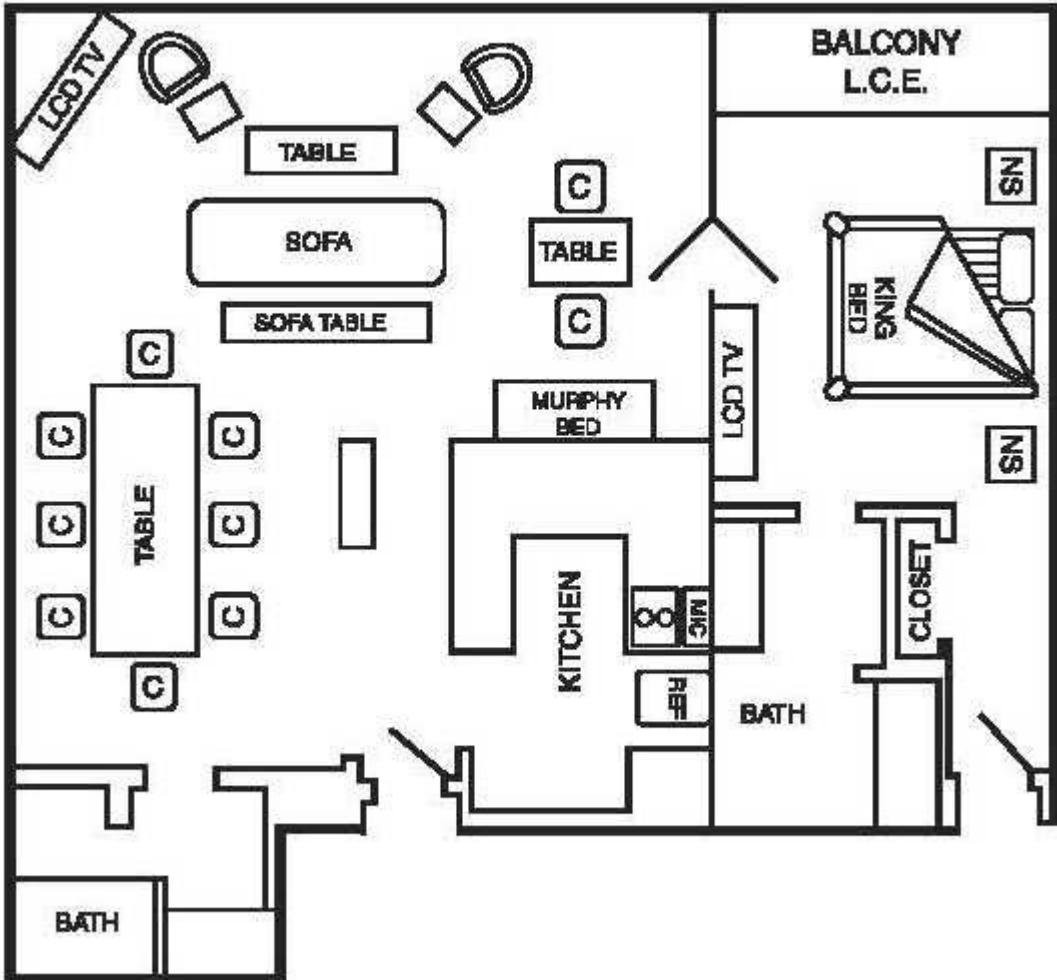 LCD TV
BALCONY
L.C.E.
TABLE
C
SN
SOFA
TABLE
KING
BED
SOFA TABLE
C
C
MURPHY
BED
LCD TV
C
C
SN
TABLE
C
C
CLOSET
KITCHEN
MIC
C
C
C
REF
BATH
BATH